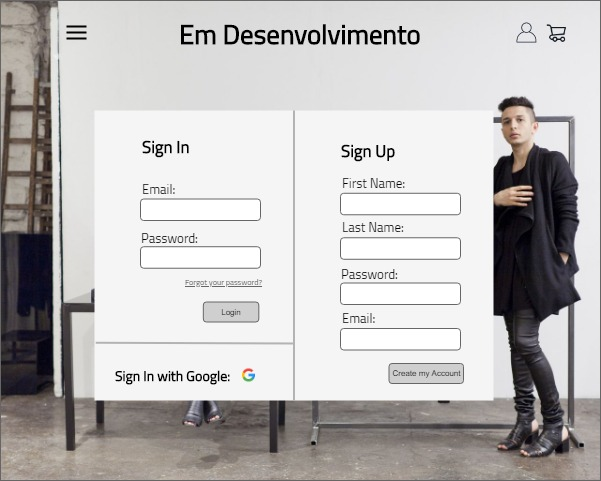 Em Desenvolvimento
Sign In
Email:
Password:
Forgot your password?
Login
Sign In with Google:
Sign Up
First Name:
Last Name:
Password:
Email:
Create my Account